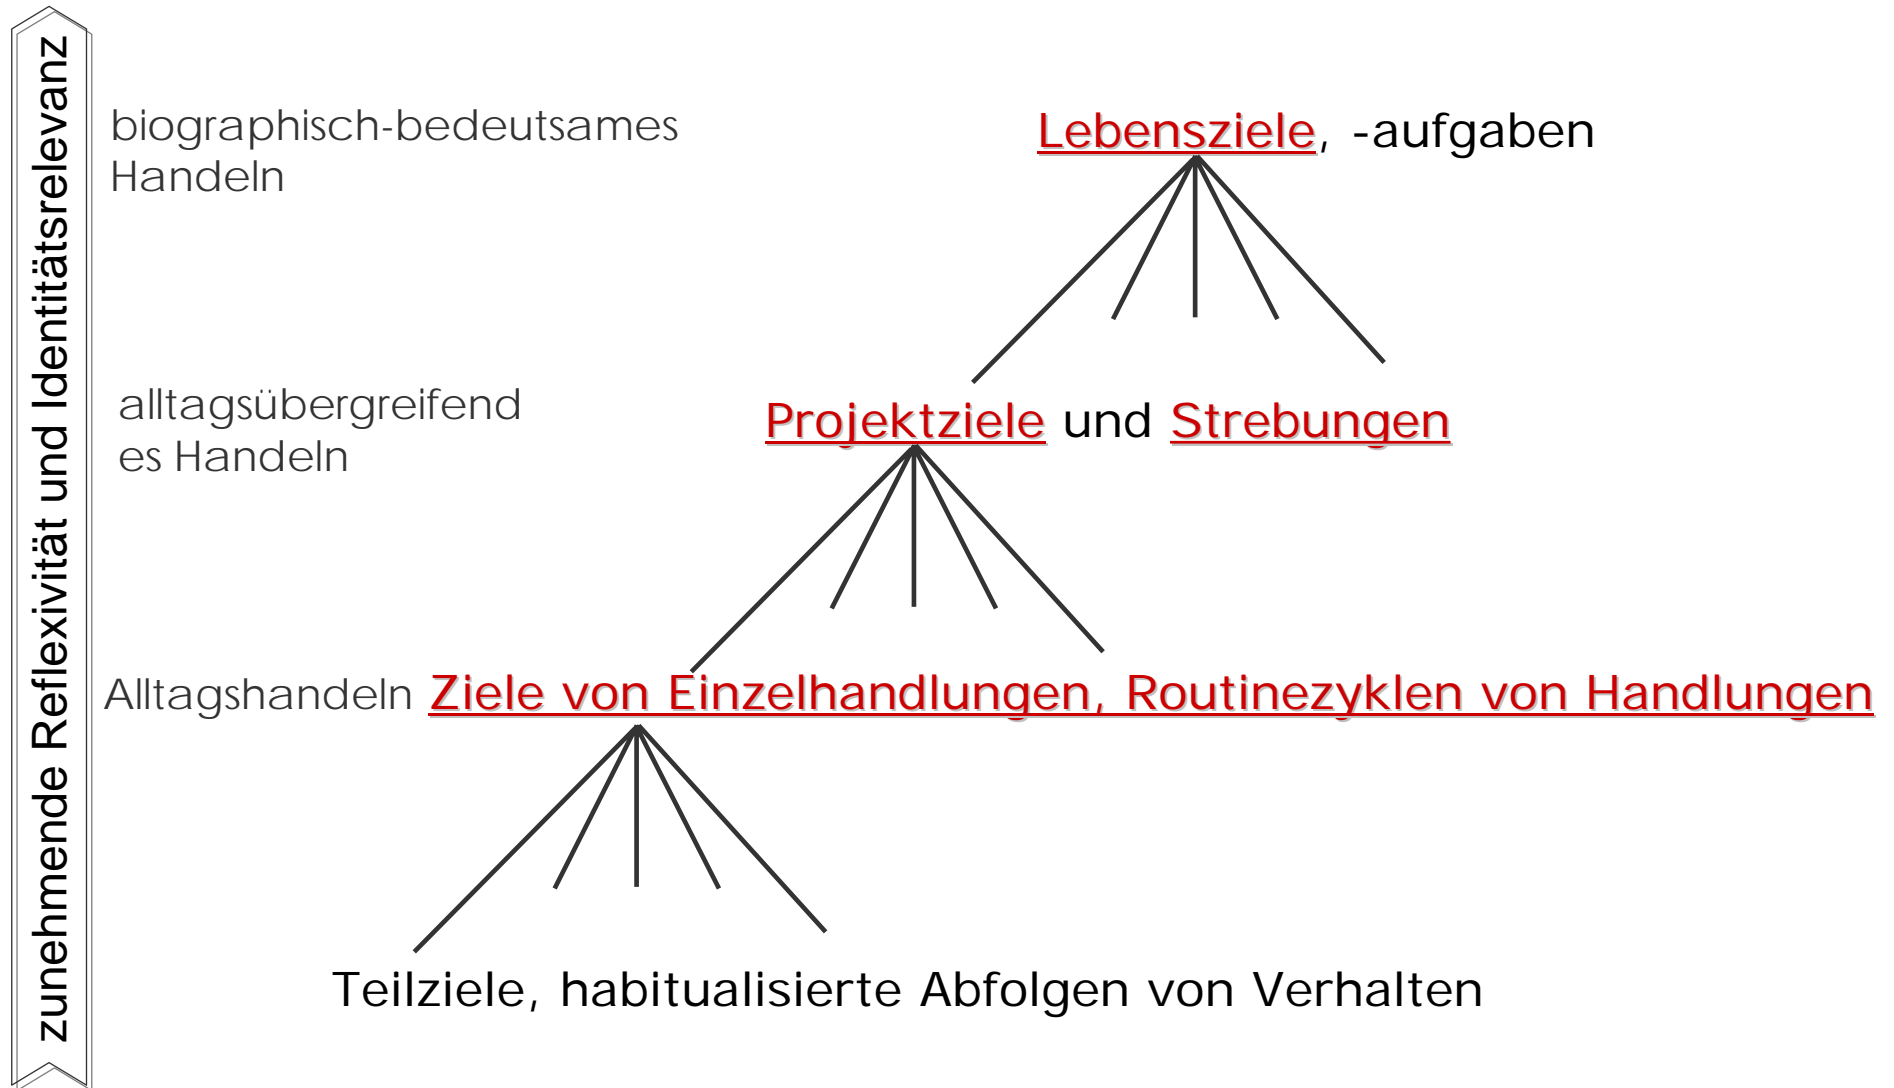 zunehmende Reflexivität und Identitätsrelevanz
biographisch-bedeutsames
Handeln
Lebensziele, -aufgaben
alltagsübergreifend
es Handeln
Projektziele und Strebungen
Alltagshandeln
Ziele von Einzelhandlungen, Routinezyklen von Handlungen
Teilziele, habitualisierte Abfolgen von Verhalten